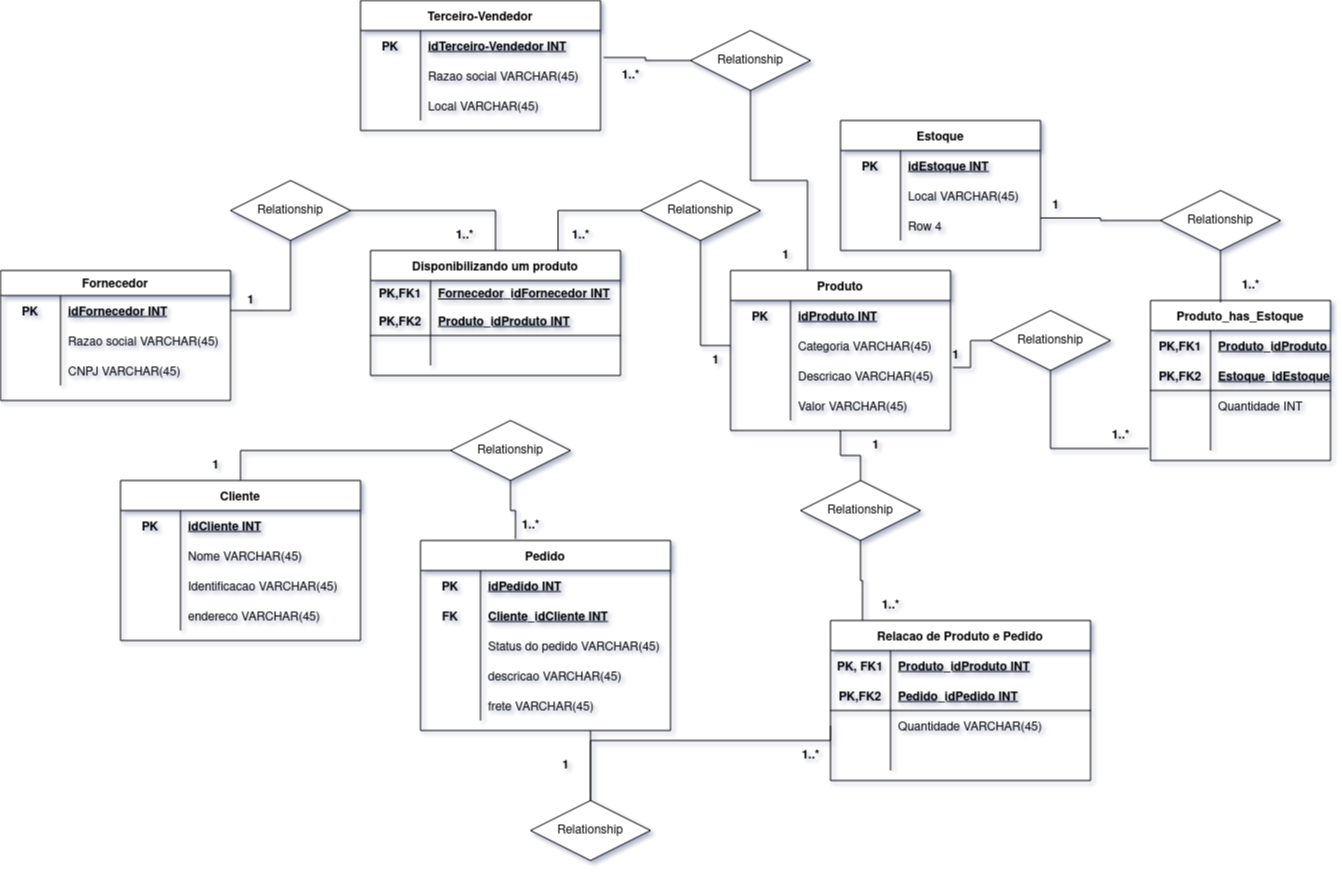 Terceiro-Vendedor
PK idTerceiro-Vendedor INT
Razao social VARCHAR(45)
Local VARCHAR(45)
1..*
Relationship
Estoque
PK idEstoque INT
Local VARCHAR(45)
Row 4
1
Relationship
1..*
Relationship
1..*
Disponibilizando um produto
PK,FK1 Fornecedor_idFornecedor INT
PK,FK2 Produto_idProduto INT
1..*
Relationship
1
Fornecedor
PK idFornecedor INT
Razao social VARCHAR(45)
CNPJ VARCHAR(45)
1
1
Produto
PK idProduto INT
Categoria VARCHAR(45)
Descricao VARCHAR(45)
Valor VARCHAR(45)
1
Relationship
1..*
Produto_has_Estoque
PK,FK1 Produto_idProduto
PK,FK2 Estoque_idEstoque
Quantidade INT
1
Relationship
1
Relationship
1..*
Cliente
PK idCliente INT
Nome VARCHAR(45)
Identificacao VARCHAR(45)
endereco VARCHAR(45)
1..*
Pedido
PK idPedido INT
FK Cliente_idCliente INT
Status do pedido VARCHAR(45)
descricao VARCHAR(45)
frete VARCHAR(45)
Relacao de Produto e Pedido
PK, FK1 Produto_idProduto INT
PK,FK2 Pedido_idPedido INT
Quantidade VARCHAR(45)
1..*
1
Relationship